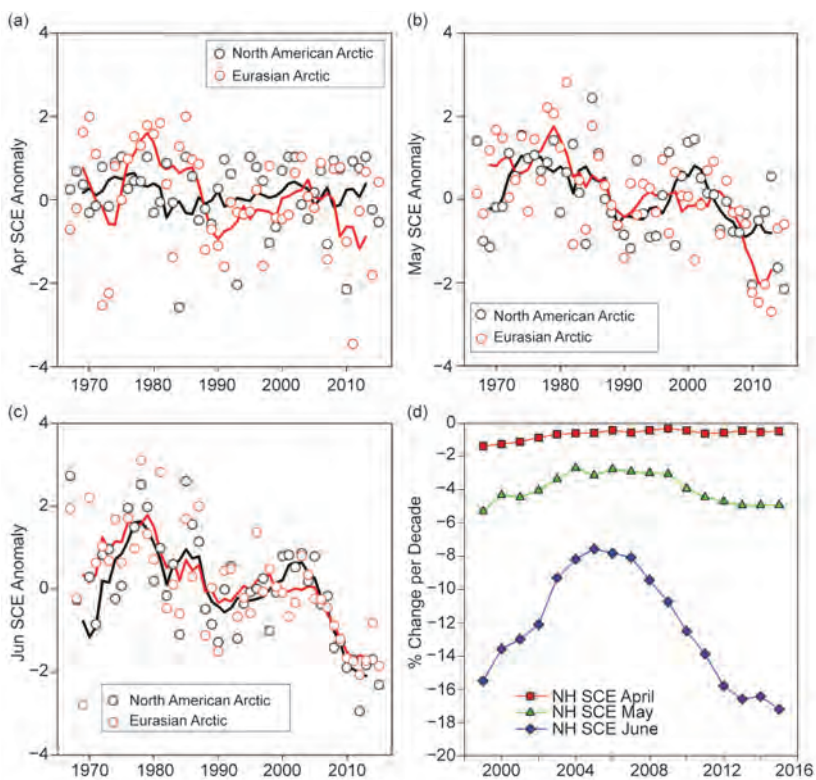 (a)
4
2
0
−2
−4
Apr SCE Anomaly
North American Arctic
Eurasian Arctic
1970 1980 1990 2000 2010
(b)
4
2
0
−2
−4
May SCE Anomaly
North American Arctic
Eurasian Arctic
1970 1980 1990 2000 2010
(c)
4
2
0
−2
−4
Jun SCE Anomaly
North American Arctic
Eurasian Arctic
1970 1980 1990 2000 2010
(d)
0
−2
−4
−6
−8
−10
−12
−14
−16
−18
−20
% Change per Decade
NH SCE April
NH SCE May
NH SCE June
2000 2004 2008 2012 2016